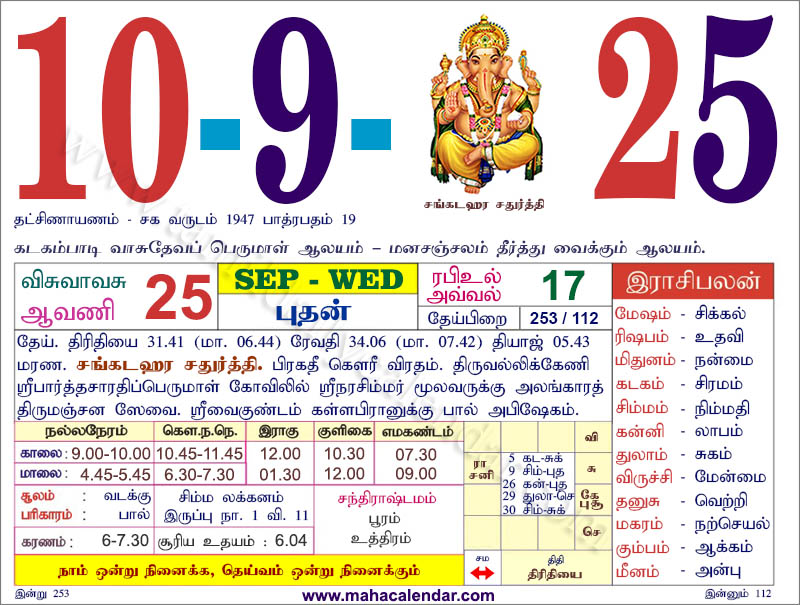 10-9-25
சங்கடஹர சதுர்த்தி
தட்சிணாயணம் - சக வருடம் 1947 பாத்ரபதம் 19
கடகம்பாடி வாசுதேவப் பெருமாள் ஆலயம் – மனசஞ்சலம் தீர்த்து வைக்கும் ஆலயம்.
விசுவாவசு
ஆவணி 25
SEP - WED
புதன்
ரபிஉல்
அவ்வல் 17
தேய்பிறை 253 / 112
தேய். திரிதியை 31.41 (மா. 06.44) ரேவதி 34.06 (மா. 07.42) தியாஜ் 05.43
மரண. சங்கடஹர சதுர்த்தி. பிரகதீ கௌரீ விரதம். திருவல்லிக்கேணி
ஸ்ரீபார்த்தசாரதிப்பெருமாள் கோவிலில் ஸ்ரீநரசிம்மர் மூலவருக்கு அலங்காரத்
திருமஞ்சன ஸேவை. ஸ்ரீவைகுண்டம் கள்ளபிரானுக்கு பால் அபிஷேகம்.
நல்லநேரம் கௌ.ந.நெ. இராகு குளிகை எமகண்டம்
காலை: 9.00-10.00 10.45-11.45 12.00 10.30 07.30
மாலை: 4.45-5.45 6.30-7.30 01.30 12.00 09.00
சூலம் : வடக்கு
பரிகாரம் : பால்
சிம்ம லக்கனம்
இருப்பு நா. 1 வி. 11
சந்திராஷ்டமம்
பூரம்
உத்திரம்
கரணம் : 6-7.30 சூரிய உதயம் : 6.04
நாம் ஒன்று நினைக்க, தெய்வம் ஒன்று நினைக்கும்
ரா
சனி
5 கட-சுக்
9 சிம்-புத
26 கன்-புத
29 துலா-செ
30 சிம்-சுக்
வி
சு
கே
பு சூ
செ
சம
திதி
திரிதியை
இராசிபலன்
மேஷம் - சிக்கல்
ரிஷபம் - உதவி
மிதுனம் - நன்மை
கடகம் - சிரமம்
சிம்மம் - நிம்மதி
கன்னி - லாபம்
துலாம் - சுகம்
விருச்சி - மேன்மை
தனுசு - வெற்றி
மகரம் - நற்செயல்
கும்பம் - ஆக்கம்
மீனம் - அன்பு
இன்று 253
www.mahacalendar.com
இன்னும் 112